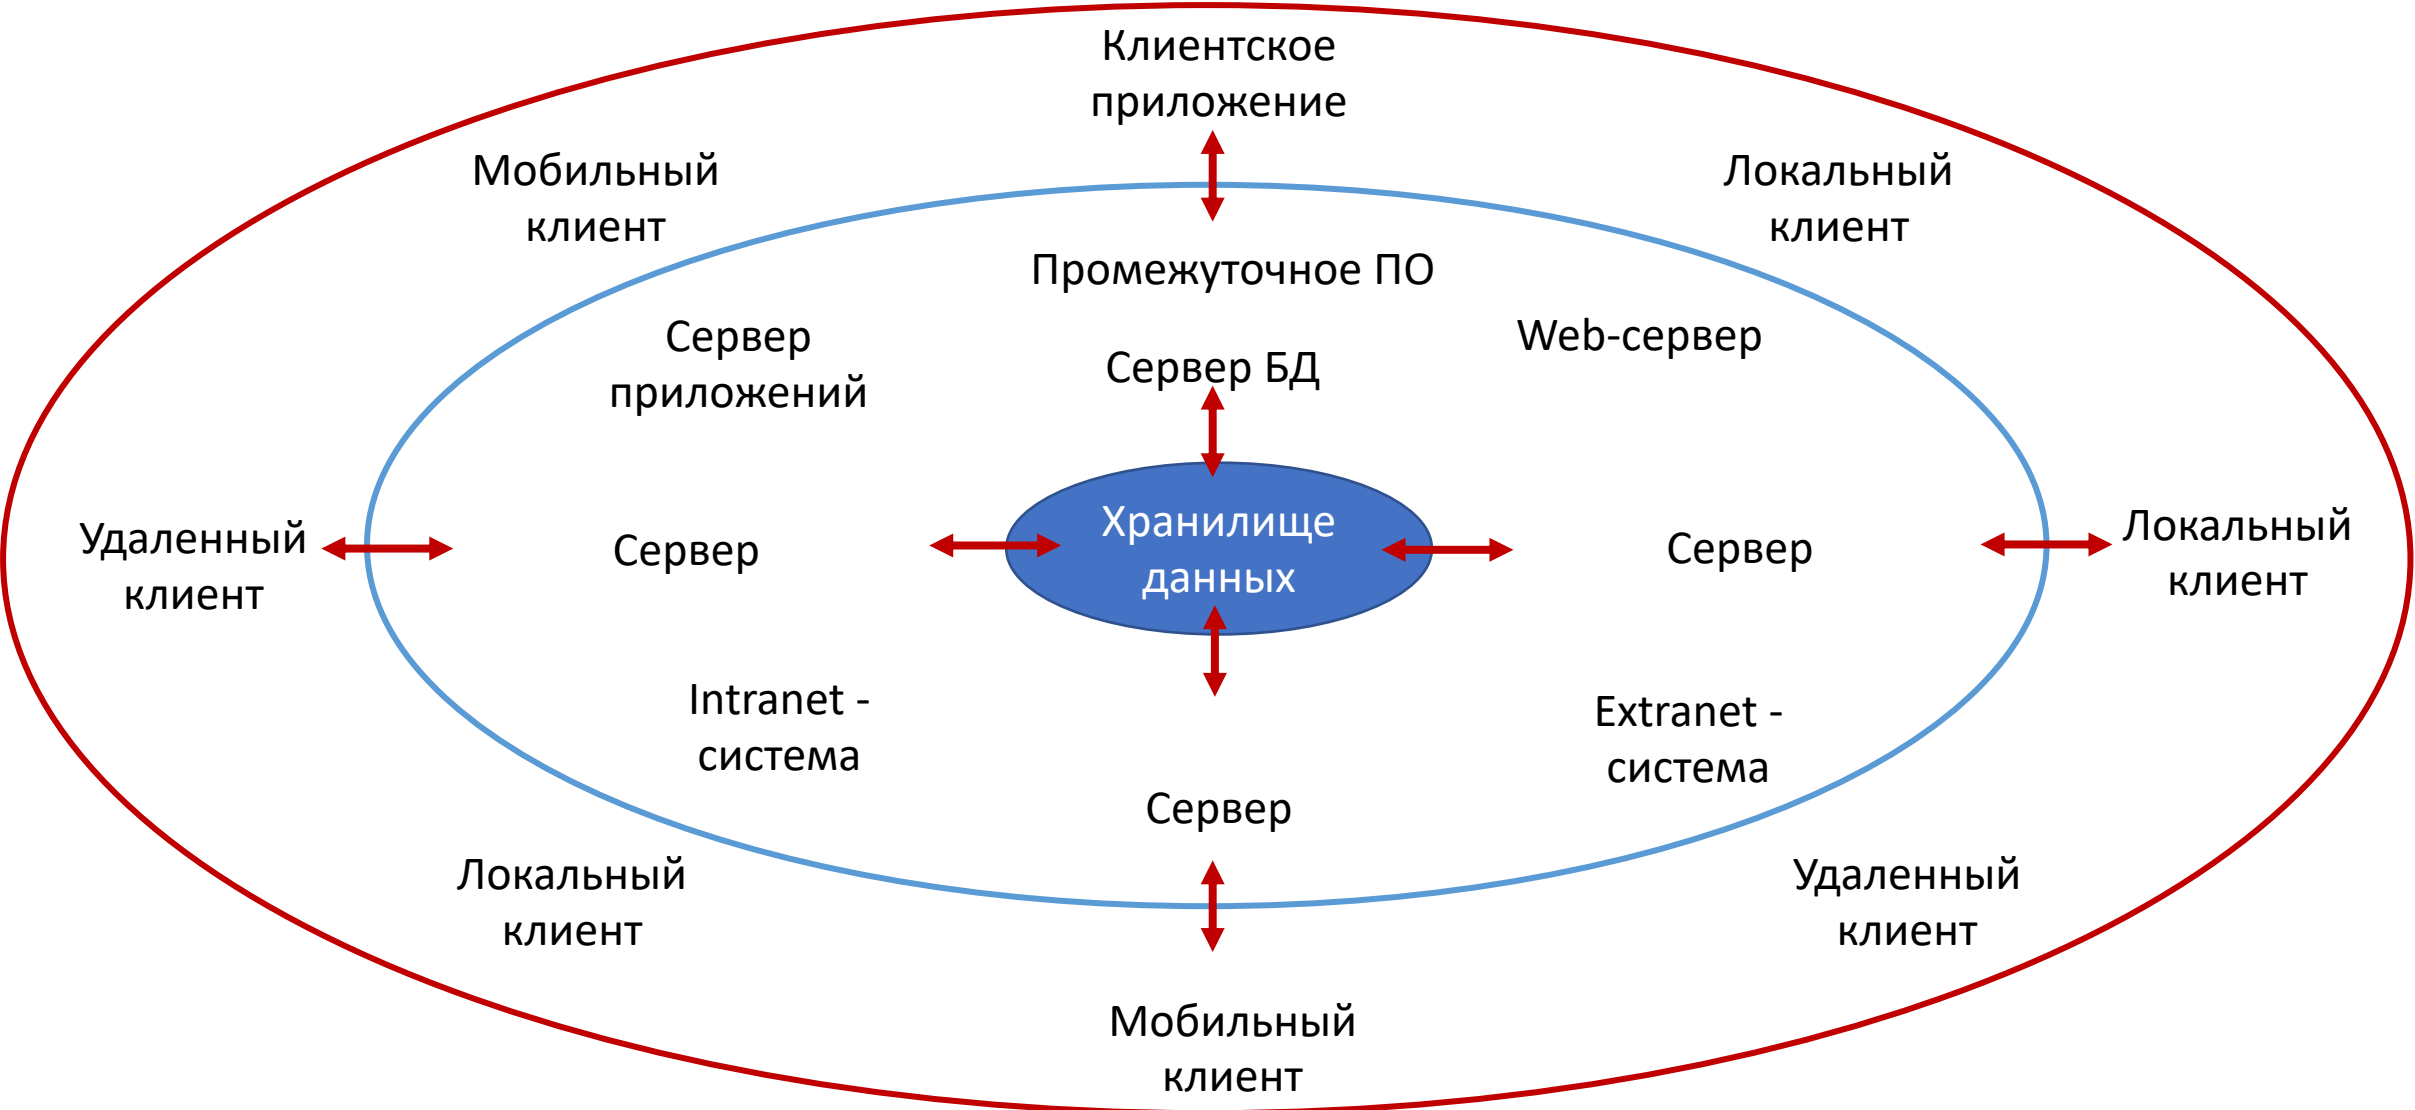 Клиентское
приложение
Мобильный
клиент
Локальный
клиент
Промежуточное ПО
Сервер
приложений
Сервер БД
Web-сервер
Удаленный
клиент
Сервер
Хранилище
данных
Сервер
Локальный
клиент
Intranet -
система
Extranet -
система
Сервер
Локальный
клиент
Удаленный
клиент
Мобильный
клиент